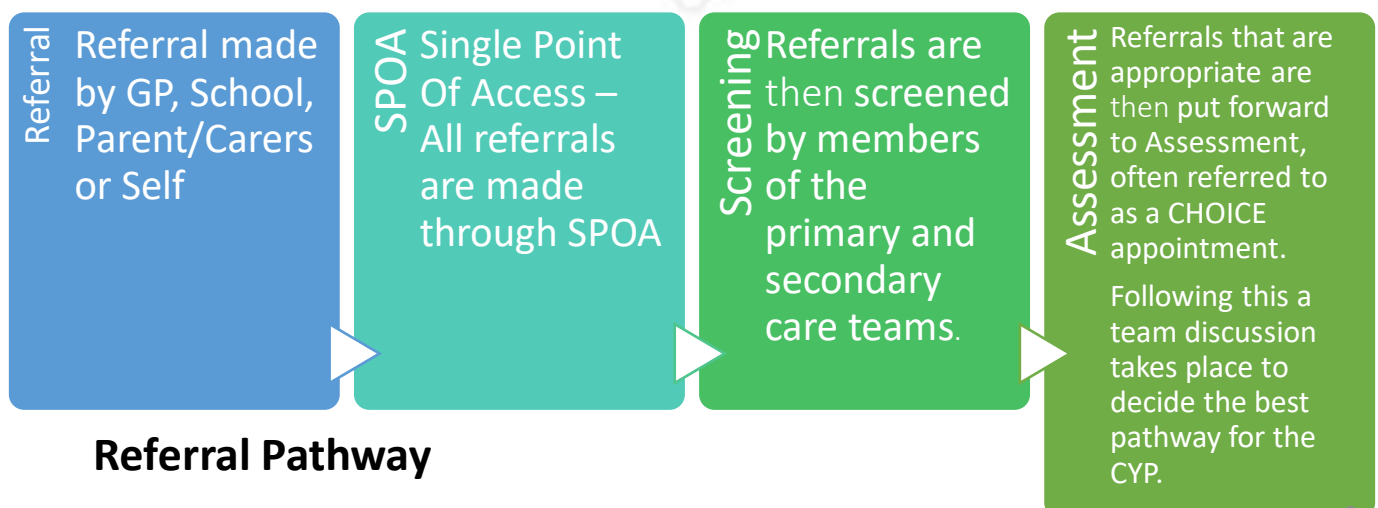 Referral
Referral made
by GP, School,
Parent/Carers
or Self
SPOA
Single Point
Of Access –
All referrals
are made
through SPOA
Screening
Referrals are
then screened
by members
of the
primary and
secondary
care teams.
Assessment
Referrals that are
appropriate are
then put forward
to Assessment,
often referred to
as a CHOICE
appointment.
Following this a
team discussion
takes place to
decide the best
pathway for the
CYP.
Referral Pathway